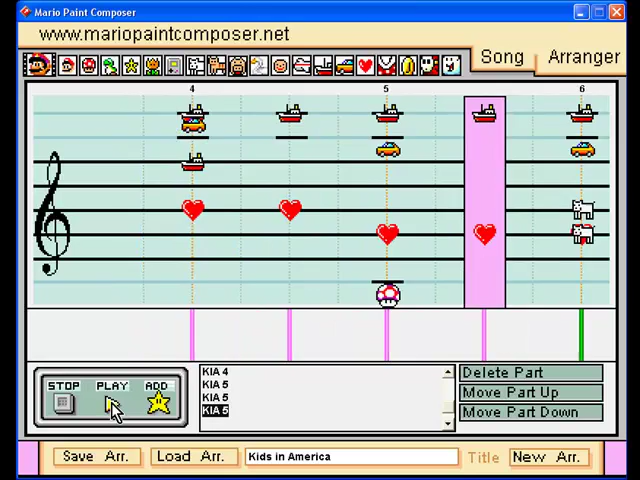 Mario Paint Composer
www.mariopaintcomposer.net
Song
Arranger
4
5
6
STOP
PLAY
ADD
KIA 4
KIA 5
KIA 5
KIA 5
Delete Part
Move Part Up
Move Part Down
Save Arr.
Load Arr.
Kids in America
Title
New Arr.